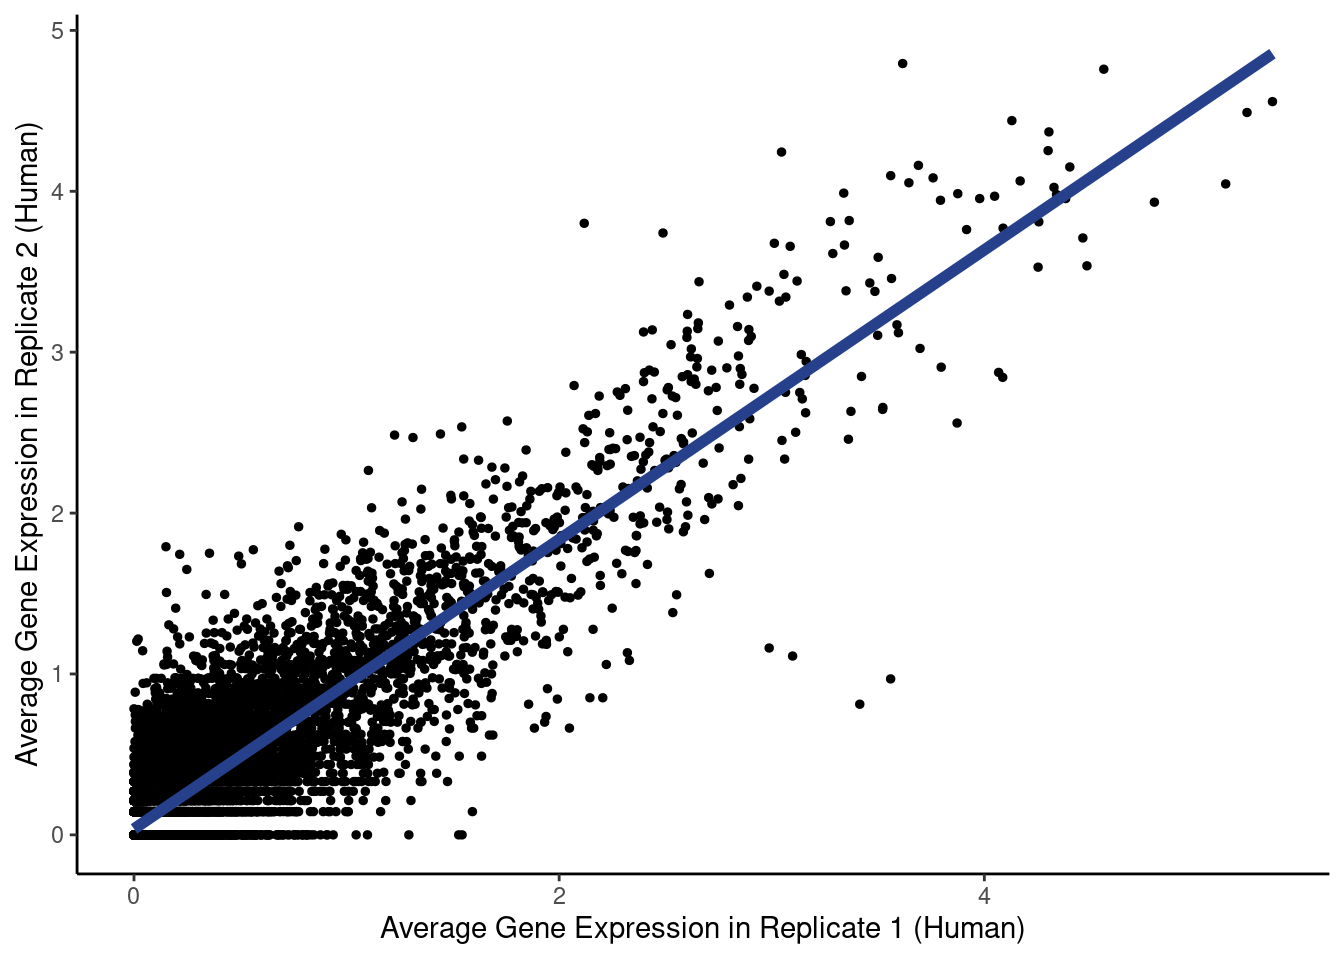 5
4
3
2
1
0
Average Gene Expression in Replicate 2 (Human)
0 2 4
Average Gene Expression in Replicate 1 (Human)